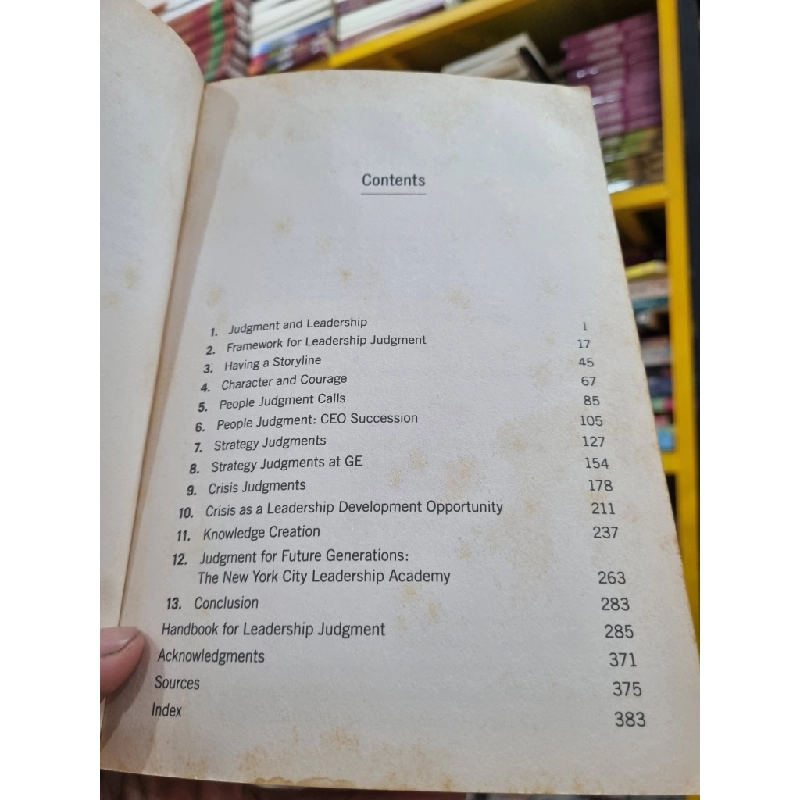 Contents
1. Judgment and Leadership 1
2. Framework for Leadership Judgment 17
3. Having a Storyline 45
4. Character and Courage 67
5. People Judgment Calls 85
6. People Judgment: CEO Succession 105
7. Strategy Judgments 127
8. Strategy Judgments at GE 154
9. Crisis Judgments 178
10. Crisis as a Leadership Development Opportunity 211
11. Knowledge Creation 237
12. Judgment for Future Generations:
The New York City Leadership Academy 263
13. Conclusion 283
Handbook for Leadership Judgment 285
Acknowledgments 371
Sources 375
Index 383